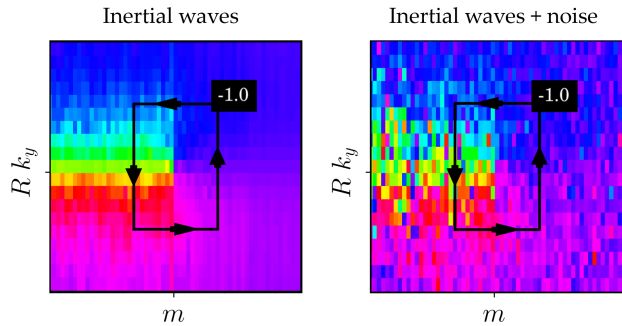 Inertial waves
-1.0
R k_y
m
Inertial waves + noise
-1.0
R k_y
m